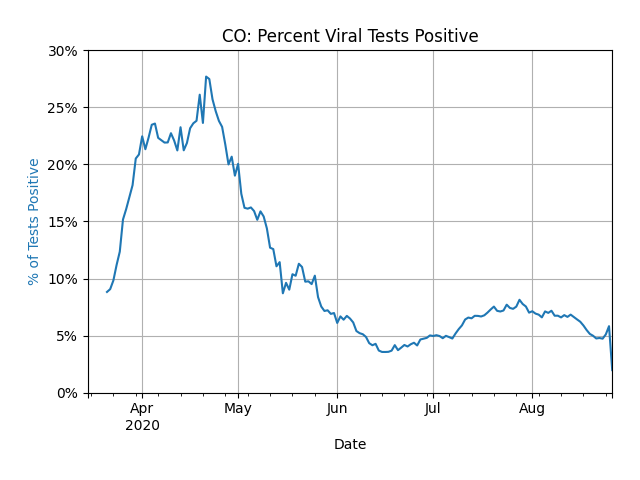 CO: Percent Viral Tests Positive
30%
25%
20%
15%
10%
5%
0%
% of Tests Positive
Apr
2020
May
Jun
Jul
Aug
Date